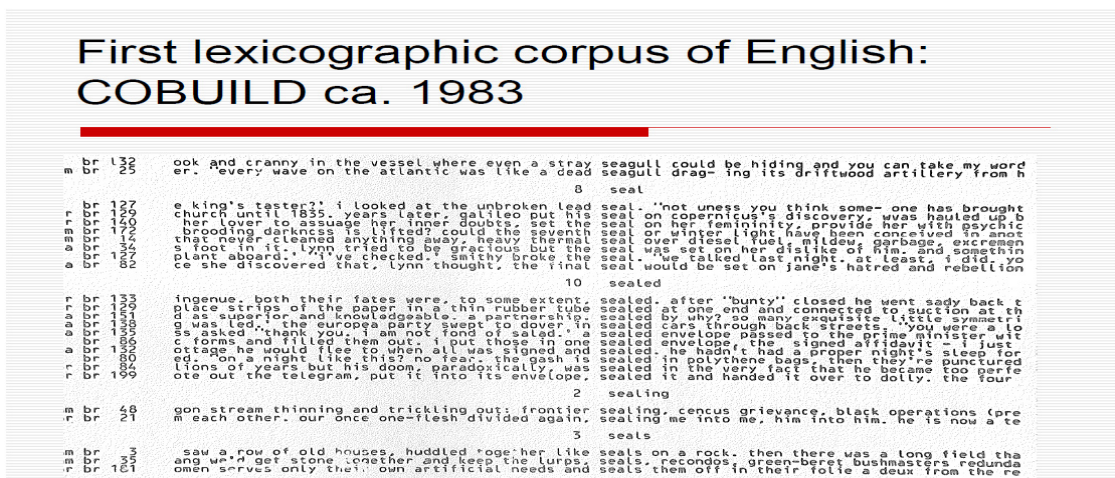 First lexicographic corpus of English:
COBUILD ca. 1983
br 132 ook and cranny in the vessel where even a stray seagull could be hiding and you can take my word
m br 25 er. "every wave on the atlantic was like a dead seagull drag- ing its driftwood artillery from h
8 seal
br 127 e king's taster?' i looked at the unbroken lead seal. "not uness you think some- one has brought
r br 129 church until 1835. years later, galileo put his seal on copernicus's discovery, wvas hauled up b
r br 140 her lover to assuage her inner doubts, set the seal on her femininity, provide her with psychic
m br 172 brooding darkness is lifted? could the seventh seal or winter light have been conceived in anot
m br 114 that never cleaned anything away, heavy thermal seal over diesel fuel, mildew, garbage, excremen
a br 54 for lunch." lynn tried to be gracious but the seal was set on her dislike of him. and somethin
br 127 plant aboard." "i've checked." smithy broke the seal. "we talked last night. at least, i did. yo
a br 82 ce she discovered that, lynn thought, the final seal would be set on jane's hatred and rebellion
10 sealed
r br 133 ingenue. both their fates were, to some extent, sealed. after "bunty" closed he went sady back t
r br 129 place strips of the paper in a thin rubber tube sealed at one end and connected to suction at th
a br 151 d as superior and knowledgeable. a partnership. sealed by why? so many exquisite little symmetri
a br 138 g was led." the europea party swept to dover in sealed cars through back streets. "you were a lo
a br 155 s asked. "thank you. i am of saved." a sealed envelope passed to the prime minister wit
br 86 c forms and filled them out. i put those in one sealed envelope, the signed affidavit - i just
a br 156 ottage he would flee to when all was signed and sealed. he hadn't had a proper night's sleep for
br 80 ed. "on a night like this? no fear. the gash is sealed in polythene bags, then they're punctured
r br 84 lions of years but his doom, paradoxically, was sealed in the very fact that he became too perfe
r br 199 ote out the telegram, put it into its envelope, sealed it and handed it over to dolly. the four
2 sealing
m br 48 gon stream thinning and trickling out: frontier sealing, cencus grievance, black operations (pre
m br 21 m each other. our once one-flesh divided again, sealing me into me, him into him. he is now a te
3 seals
m br 3 saw a row of old houses, huddled together like seals on a rock. then there was a long field tha
m br 35 ang get stone together and keep the lurps, seals, recondos, green-beret bushmasters redunda
r br omen serves only their own artificial needs and seals them off in their folie a deux from the re